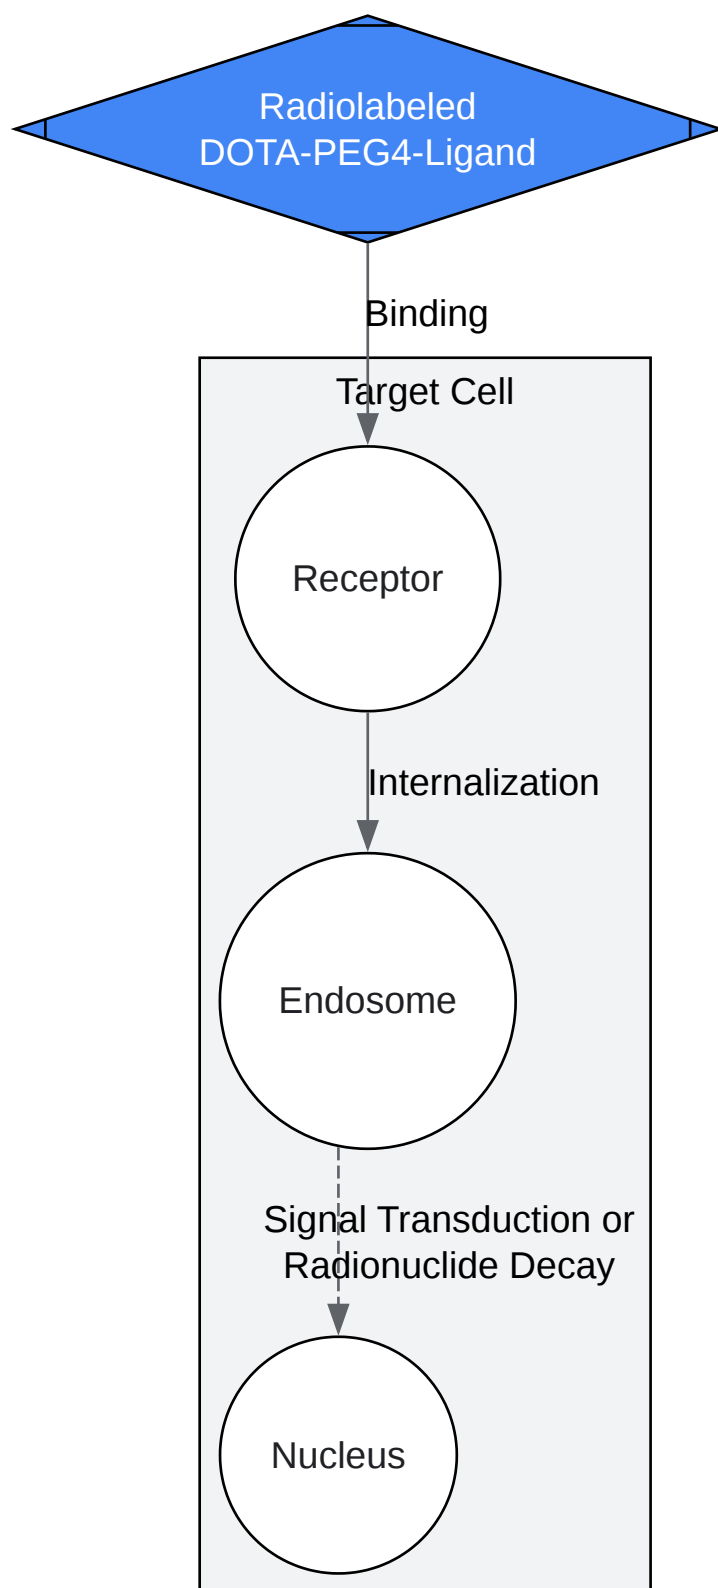 Radiolabeled
DOTA-PEG4-Ligand
Binding
Target Cell
Receptor
Internalization
Endosome
Signal Transduction or
Radionuclide Decay
Nucleus